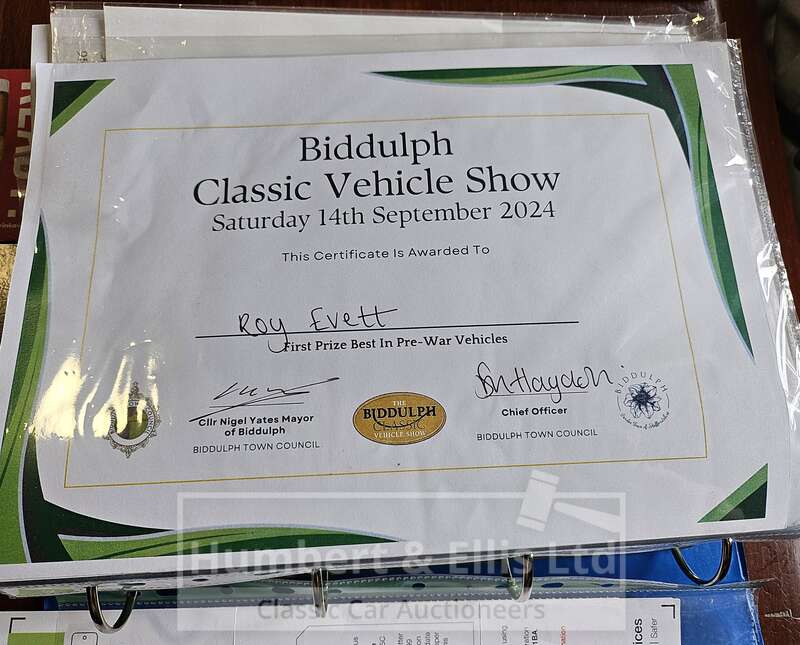 Biddulph
Classic Vehicle Show
Saturday 14th September 2024
This Certificate Is Awarded To
Roy Evett
First Prize Best In Pre-War Vehicles
Cllr Nigel Yates Mayor
of Biddulph
BIDDULPH TOWN COUNCIL
THE
BIDDULPH
CLASSIC
VEHICLE SHOW
Chief Officer
BIDDULPH TOWN COUNCIL
BIDDULPH
Humbert & Ellis Ltd
Classic Car Auctioneers